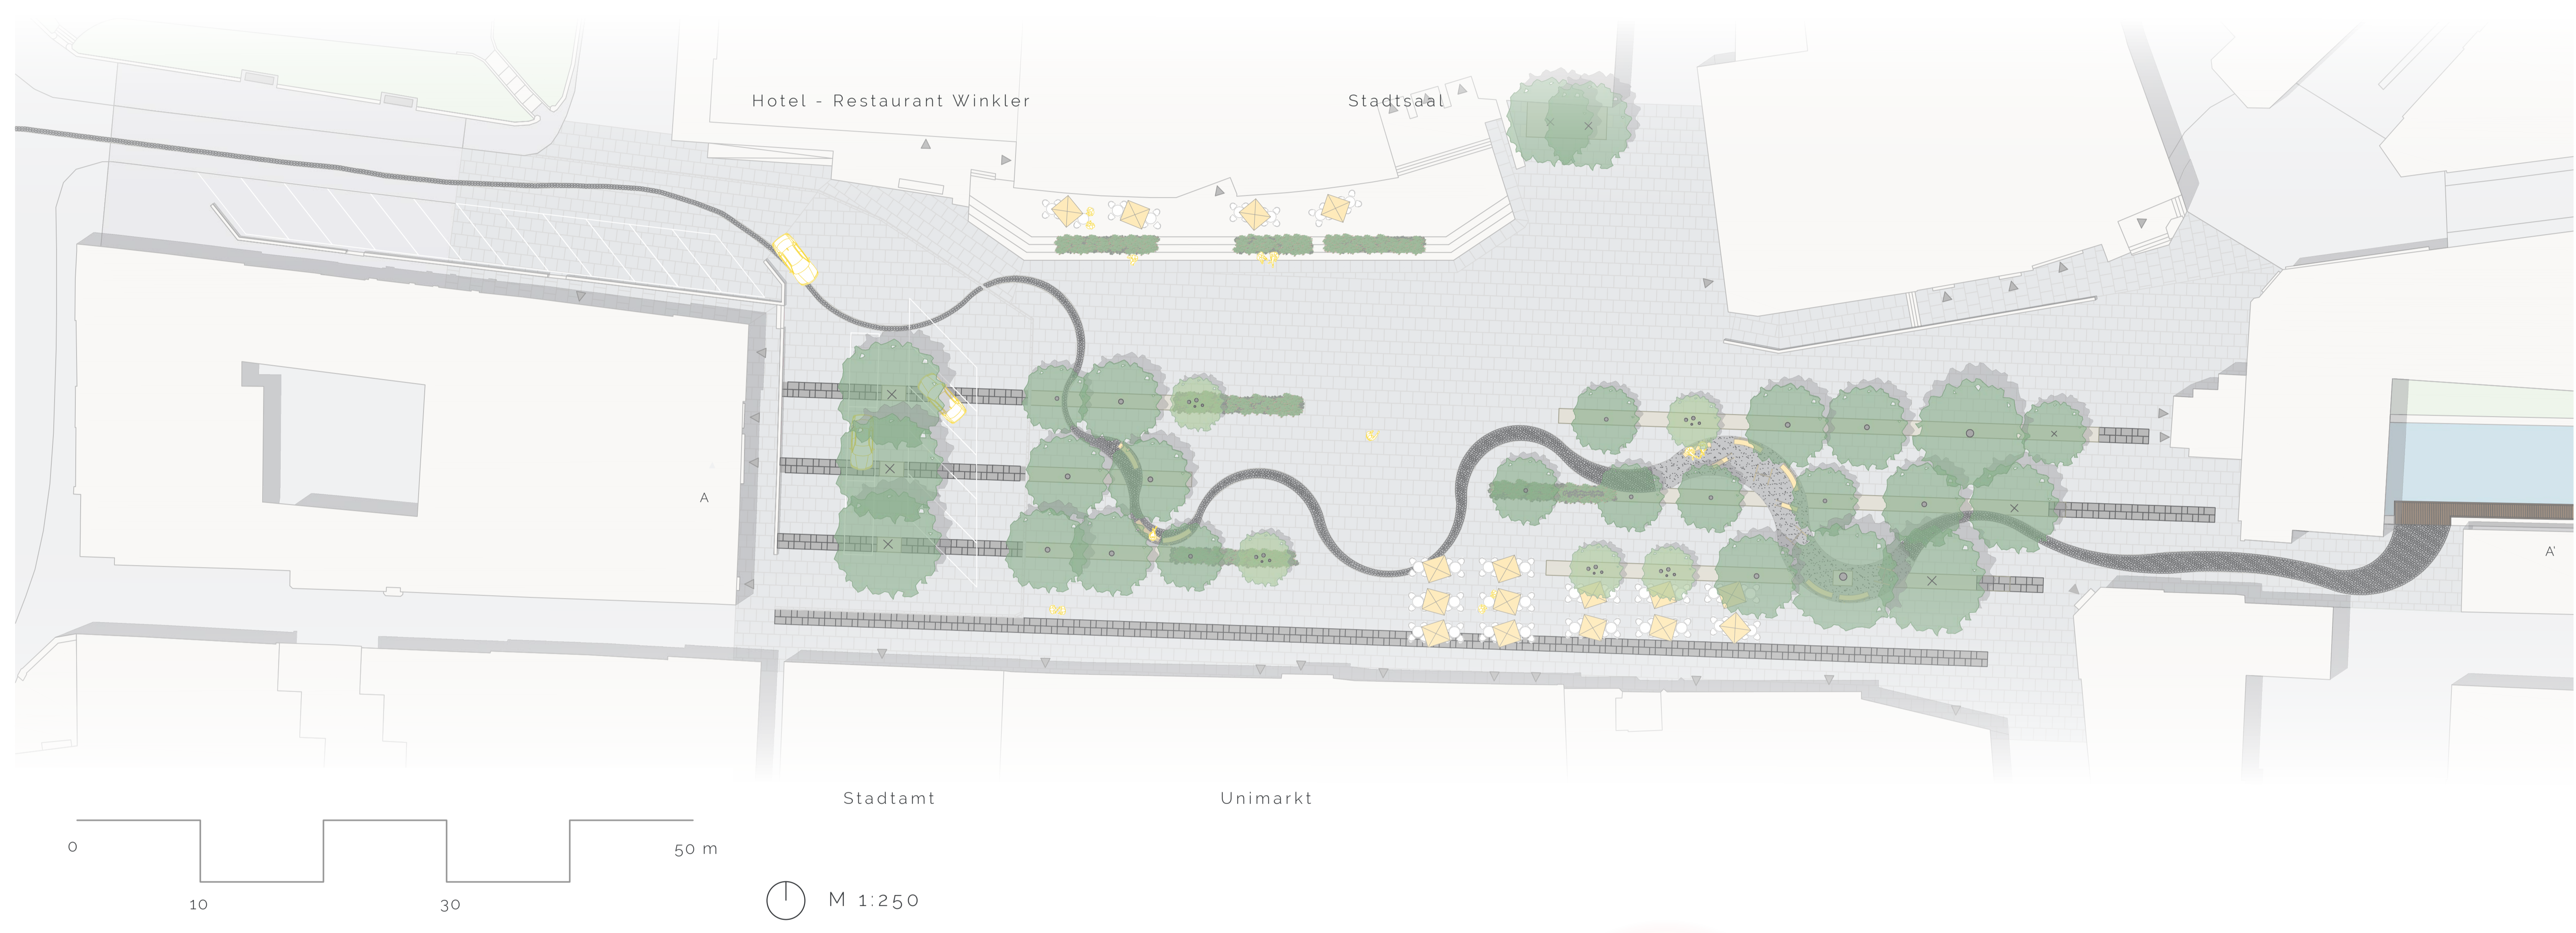 Hotel - Restaurant Winkler
Stadtsaal
A
A'
Stadtamt
Unimarkt
0
50 m
10
30
M 1:250